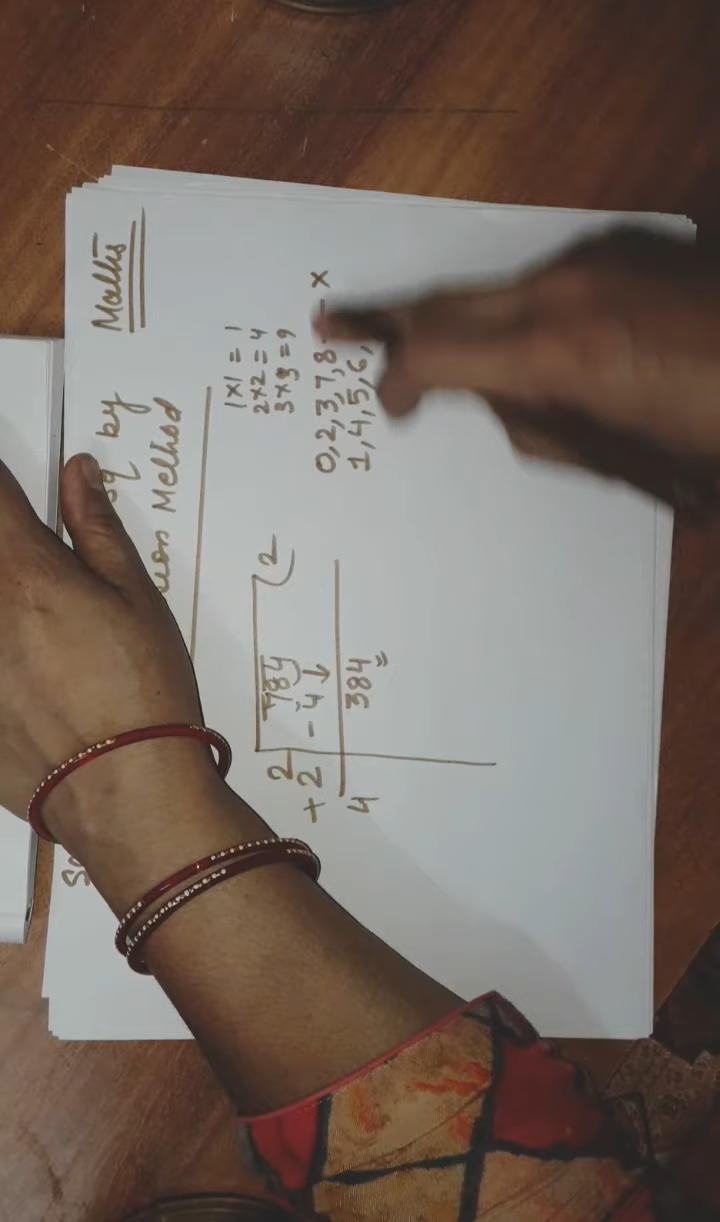 Maths
by
Method
1 x 1 = 1
2 x 2 = 4
3 x 3 = 9
0, 2, 3, 7, 8 x
1, 4, 5, 6,
2 784 2
+ 2 - 4 ↓
4 384